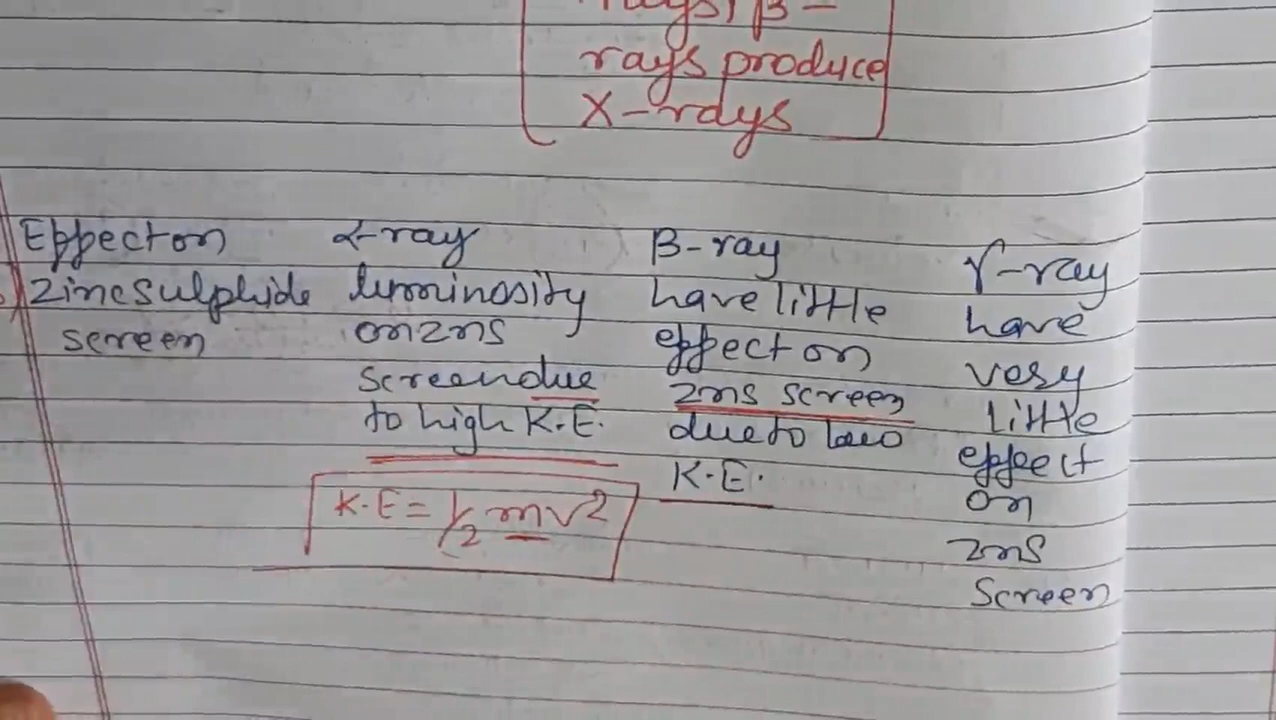 rays, β-
rays produce
X-rays
Effect on
Zinc sulphide
screen
α-ray
luminosity
on zns
Screen due
to high K.E.
K.E = 1/2 mv2
β-ray
have little
effect on
zns screen
due to low
K.E.
γ-ray
have
very
little
effect
on
zns
Screen